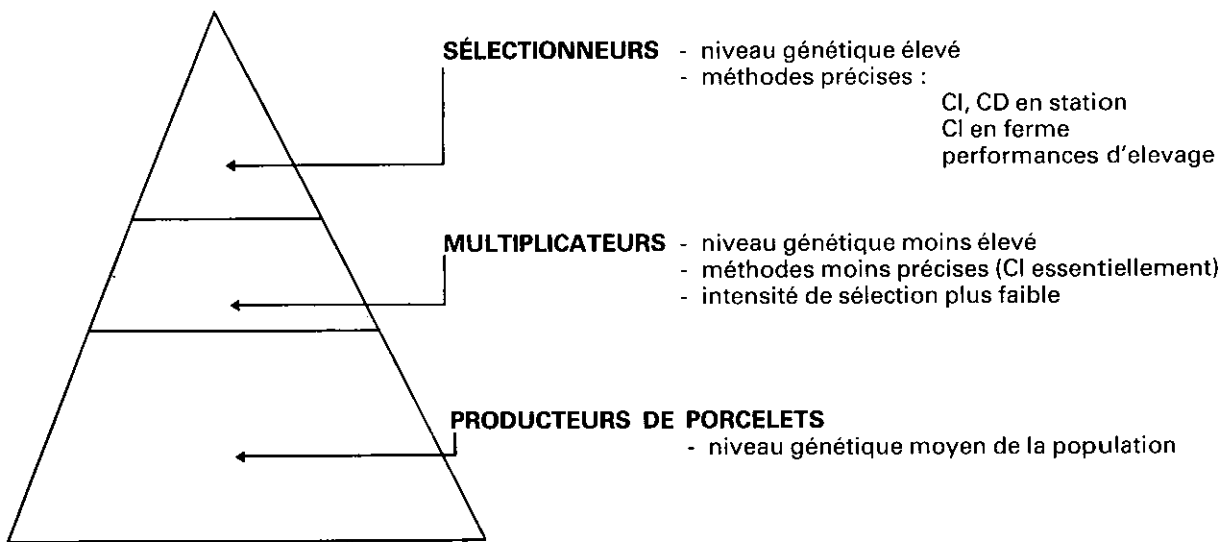 SÉLECTIONNEURS - niveau génétique élevé
- méthodes précises :
CI, CD en station
CI en ferme
performances d'elevage
MULTIPLICATEURS - niveau génétique moins élevé
- méthodes moins précises (CI essentiellement)
- intensité de sélection plus faible
PRODUCTEURS DE PORCELETS
- niveau génétique moyen de la population